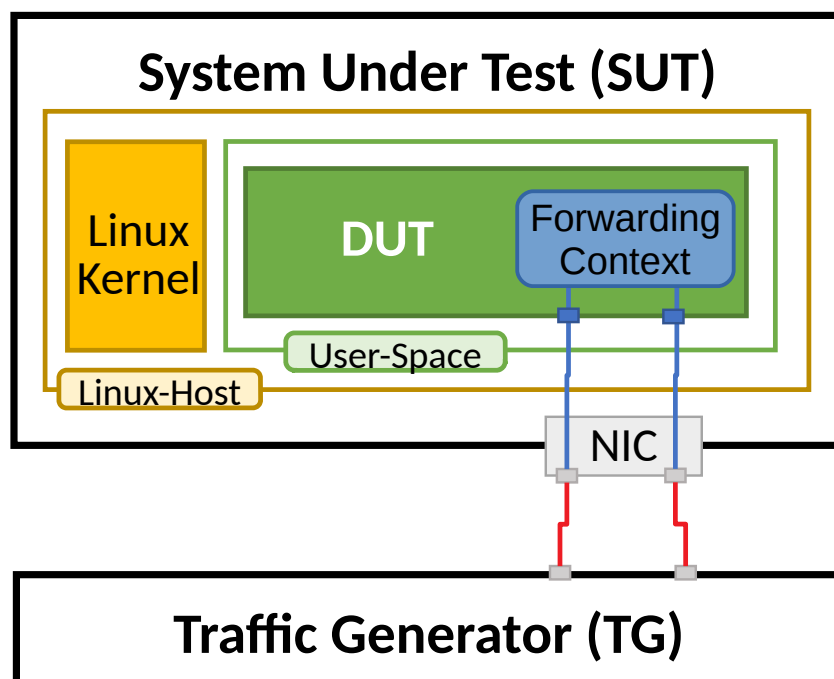 System Under Test (SUT)
Linux
Kernel
DUT
Forwarding
Context
User-Space
Linux-Host
NIC
Traffic Generator (TG)